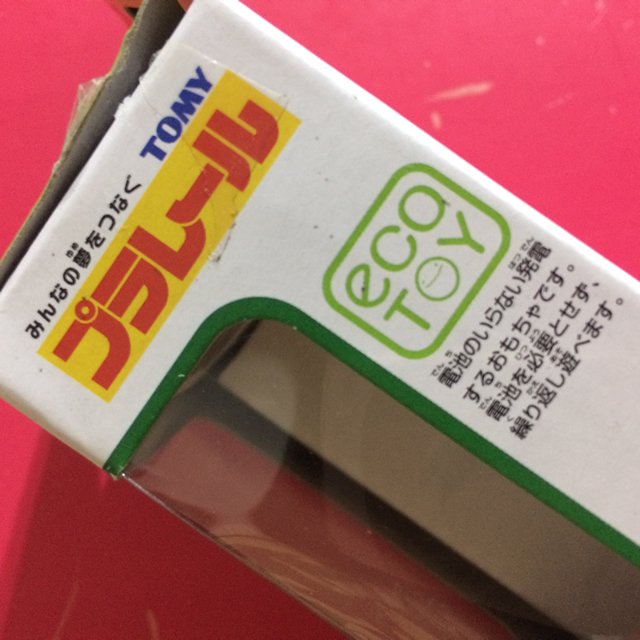 みんなの夢をつなぐ TOMY
プラレール
eco
TOY
電池のいらない発電
するおもちゃです。
電池を必要とせず、
繰り返し遊べます。